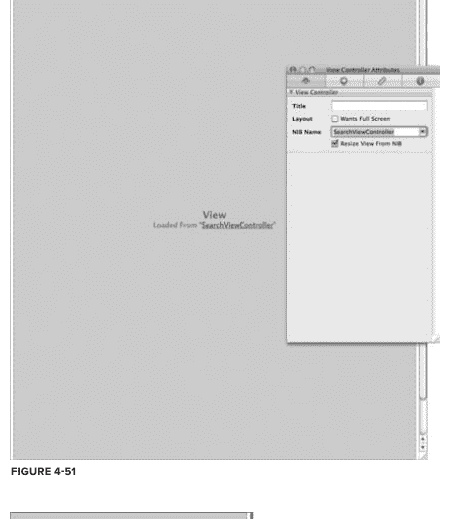 View Controller Attributes
View Controller
Title
Layout
Wants Full Screen
NIB Name
SearchViewController
Resize View From NIB
View
Loaded From "SearchViewController"
FIGURE 4-51